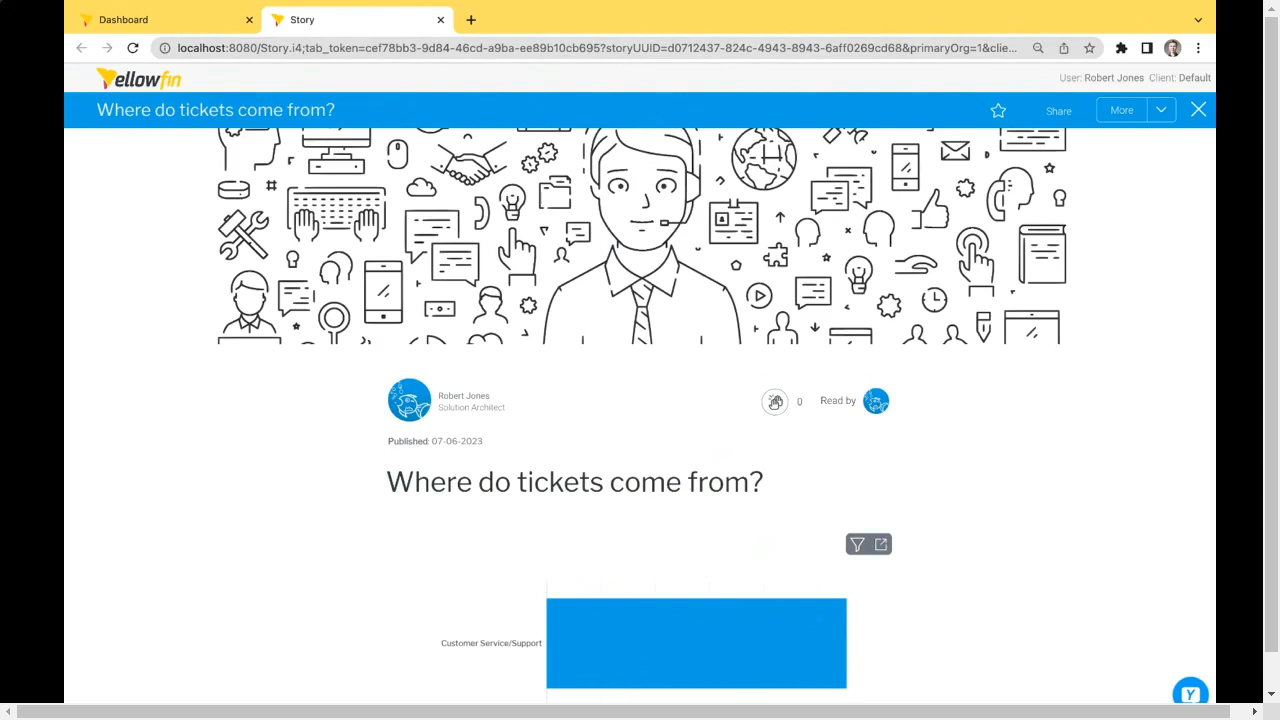 Dashboard
Story
localhost:8080/Story.i4;tab_token=cef78bb3-9d84-46cd-a9ba-ee89b10cb695?storyUUID=d0712437-824c-4943-8943-6aff0269cd68&primaryOrg=1&clie...
Yellowfin
User: Robert Jones Client: Default
Where do tickets come from?
Share
More
Robert Jones
Solution Architect
0
Read by
Published: 07-06-2023
Where do tickets come from?
Customer Service/Support
Y